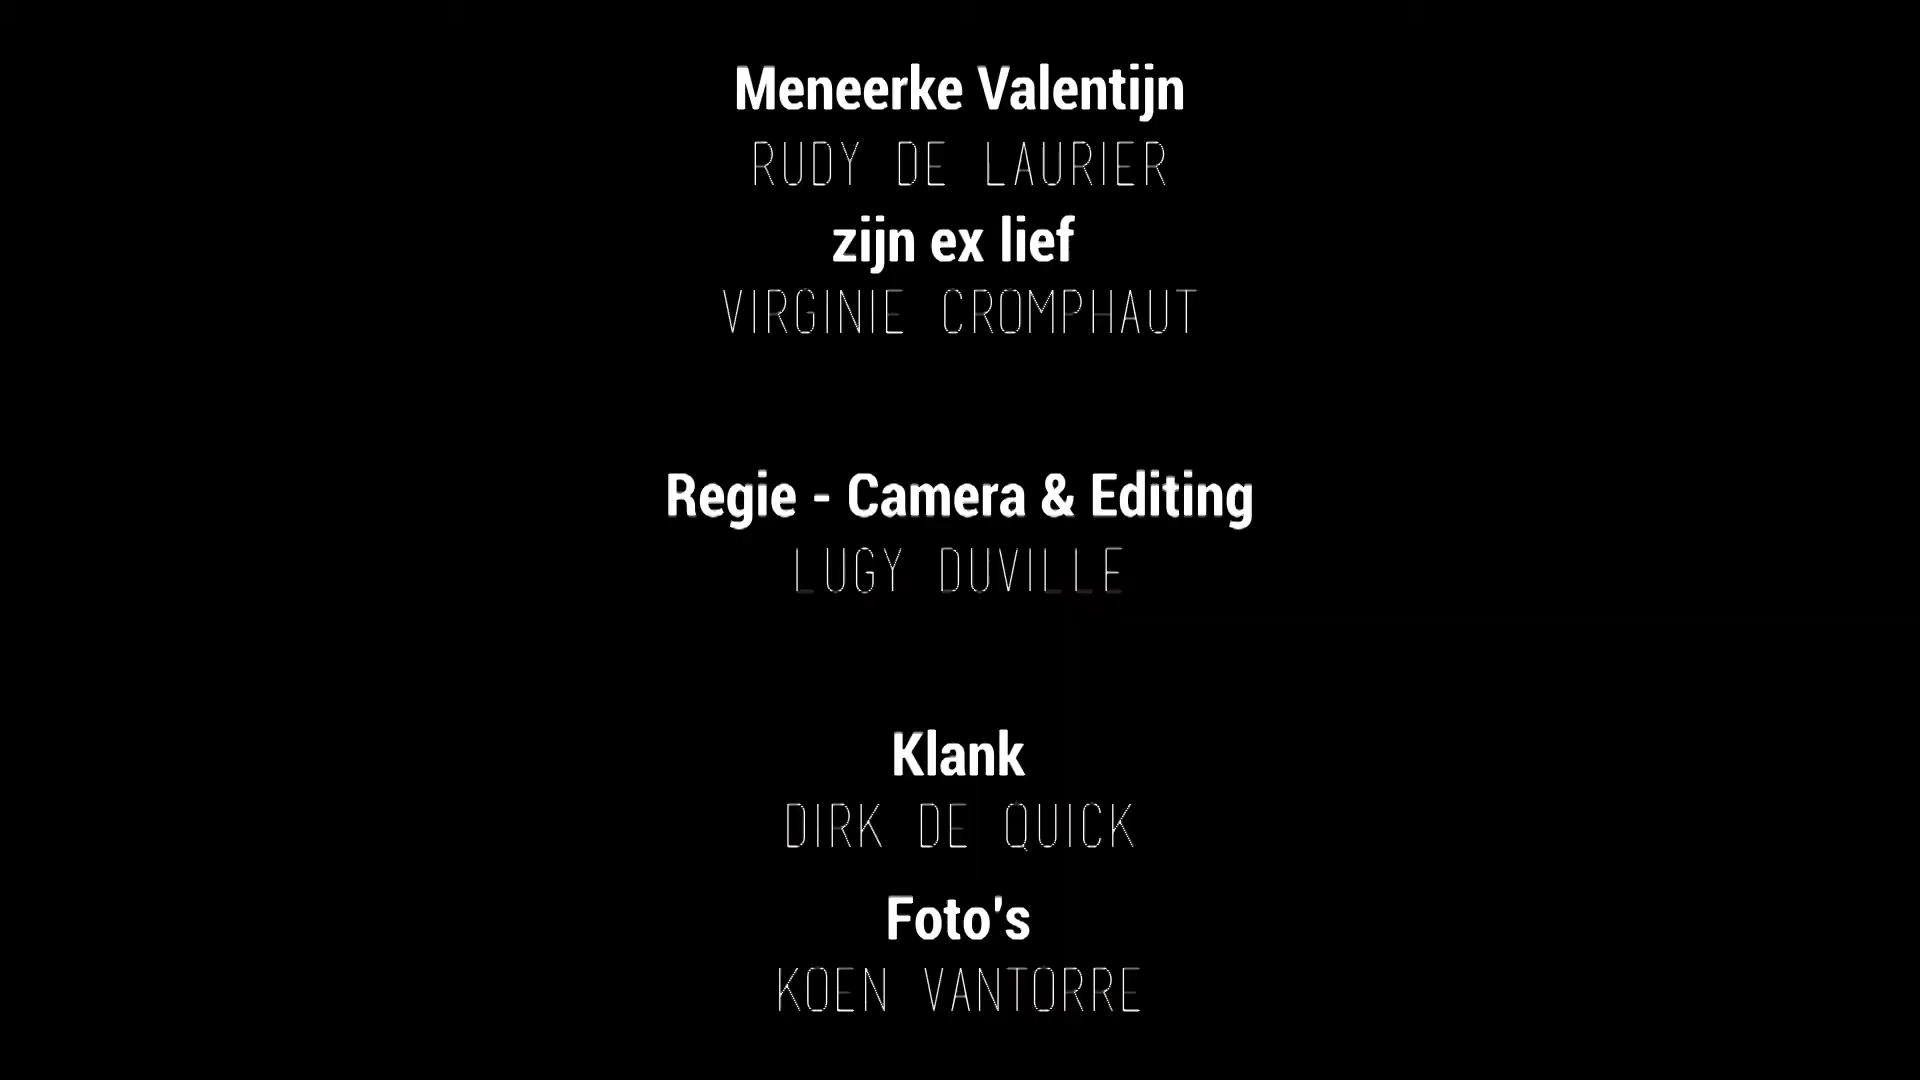 Meneerke Valentijn
RUDY DE LAURIER
zijn ex lief
VIRGINIE CROMPHAUT
Regie - Camera & Editing
LUGY DUVILLE
Klank
DIRK DE QUICK
Foto's
KOEN VANTORRE